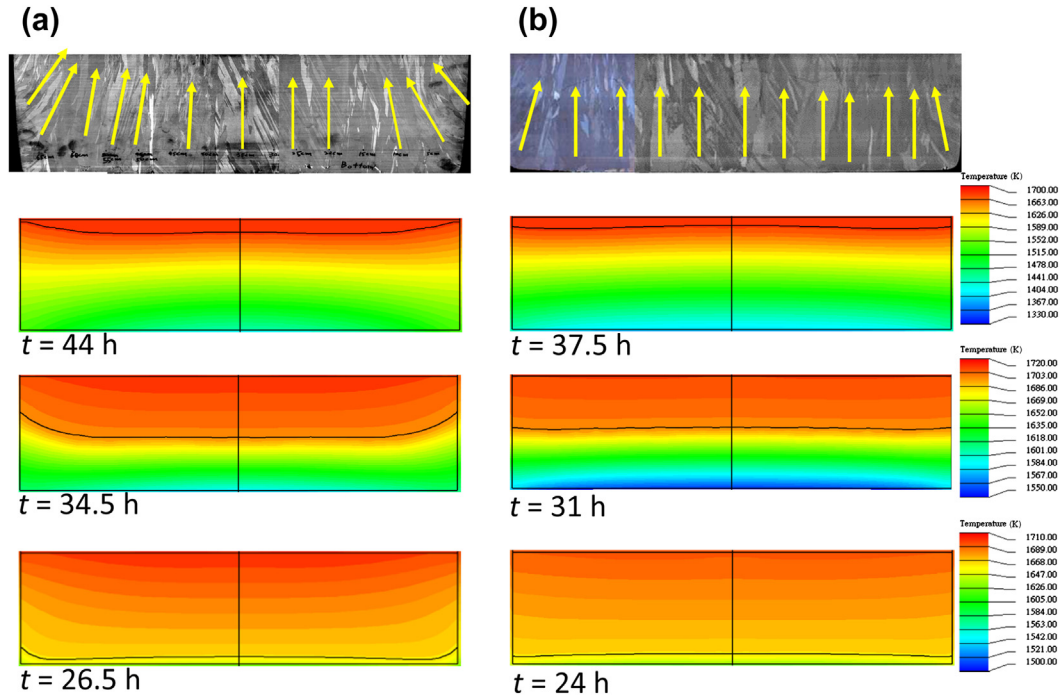 (a)
(b)
Bottom
Temperature (K)
1700.00
1663.00
1626.00
1589.00
1552.00
1515.00
1478.00
1441.00
1404.00
1367.00
1330.00
t = 44 h
t = 37.5 h
Temperature (K)
1720.00
1703.00
1686.00
1669.00
1652.00
1635.00
1618.00
1601.00
1584.00
1567.00
1550.00
t = 34.5 h
t = 31 h
Temperature (K)
1710.00
1689.00
1668.00
1647.00
1626.00
1605.00
1584.00
1563.00
1542.00
1521.00
1500.00
t = 26.5 h
t = 24 h